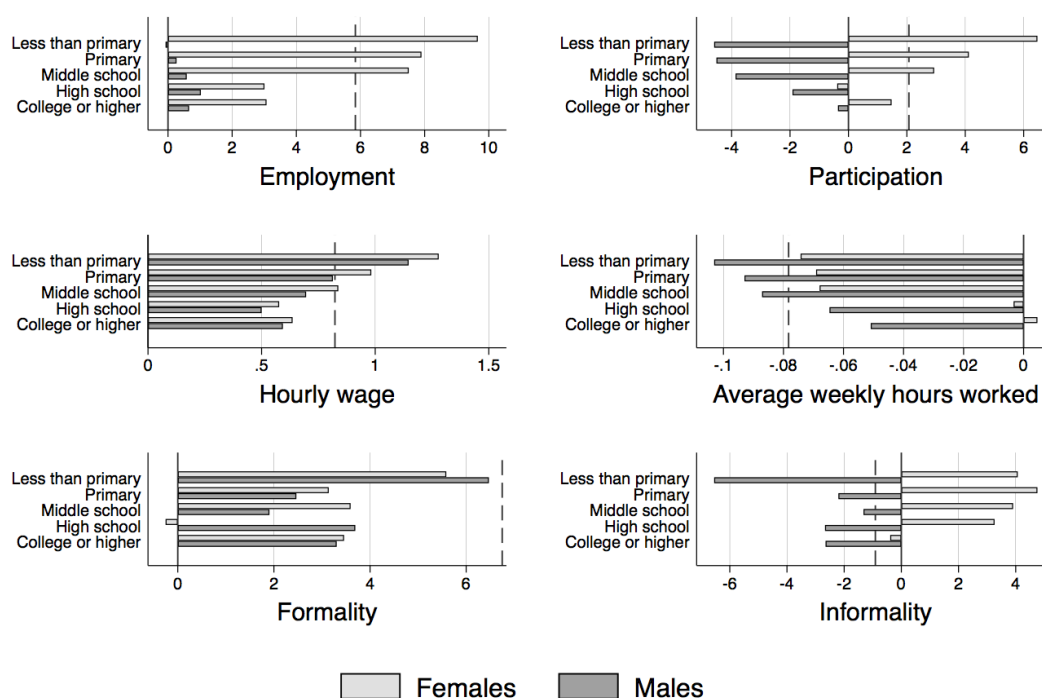 Less than primary
Primary
Middle school
High school
College or higher
0 2 4 6 8 10
Employment
Less than primary
Primary
Middle school
High school
College or higher
-4 -2 0 2 4 6
Participation
Less than primary
Primary
Middle school
High school
College or higher
0 .5 1 1.5
Hourly wage
Less than primary
Primary
Middle school
High school
College or higher
-.1 -.08 -.06 -.04 -.02 0
Average weekly hours worked
Less than primary
Primary
Middle school
High school
College or higher
0 2 4 6
Formality
Less than primary
Primary
Middle school
High school
College or higher
-6 -4 -2 0 2 4
Informality
Females Males